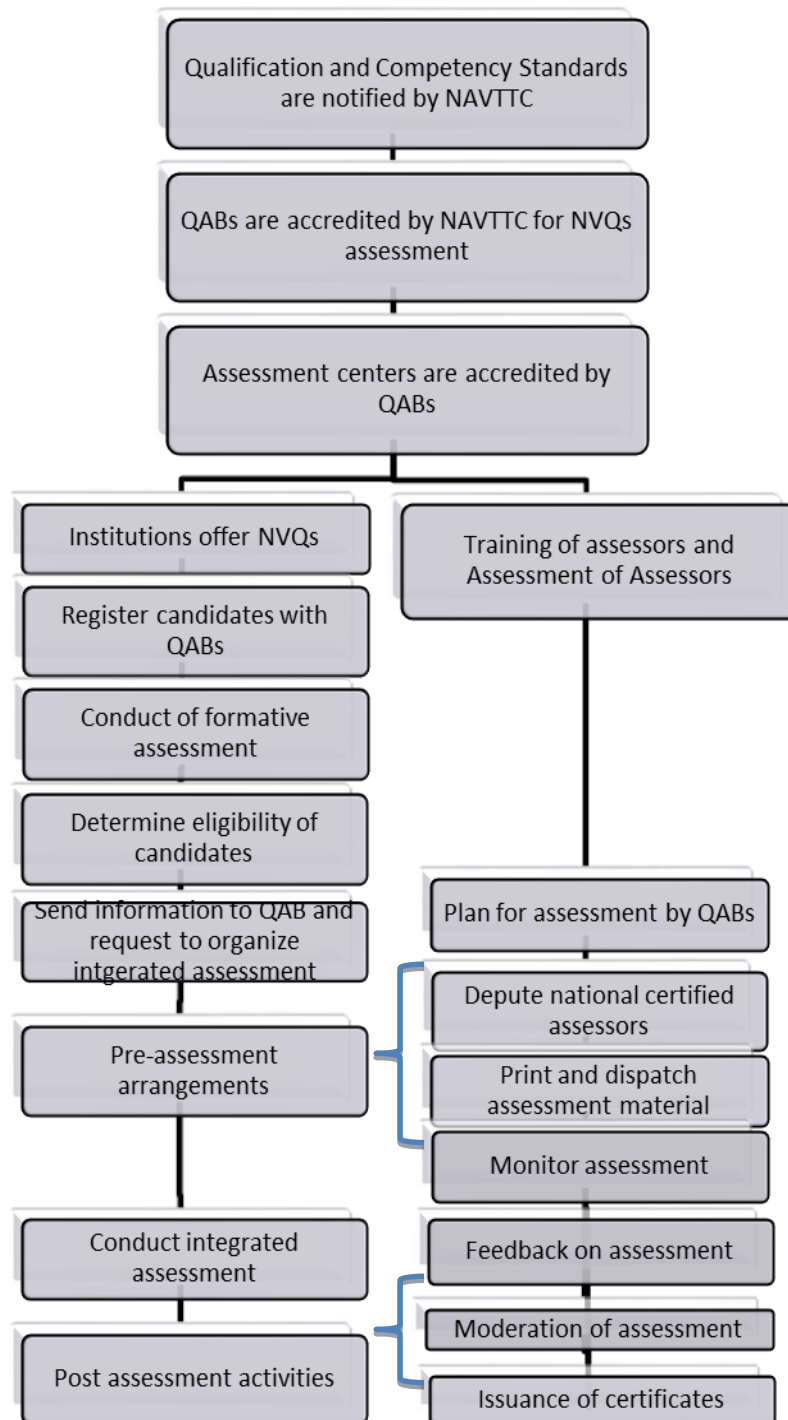 Qualification and Competency Standards
are notified by NAVTTC
QABs are accredited by NAVTTC for NVQs
assessment
Assessment centers are accredited by
QABs
Institutions offer NVQs
Register candidates with
QABs
Conduct of formative
assessment
Determine eligibility of
candidates
Send information to QAB and
request to organize
intgerated assessment
Pre-assessment
arrangements
Conduct integrated
assessment
Post assessment activities
Training of assessors and
Assessment of Assessors
Plan for assessment by QABs
Depute national certified
assessors
Print and dispatch
assessment material
Monitor assessment
Feedback on assessment
Moderation of assessment
Issuance of certificates